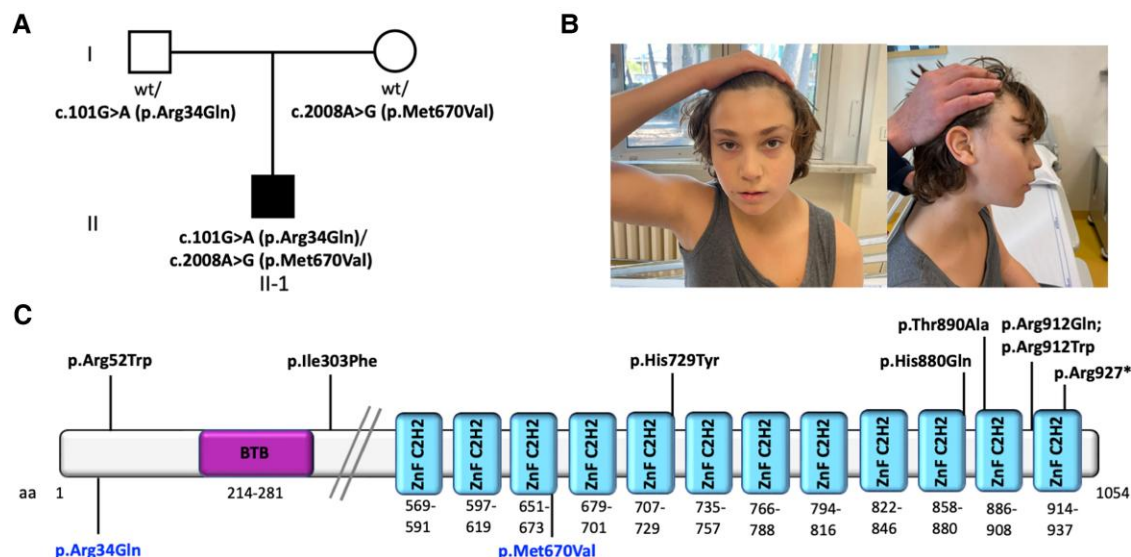 A
I
wt/
c.101G>A (p.Arg34Gln)
wt/
c.2008A>G (p.Met670Val)
II
c.101G>A (p.Arg34Gln)/
c.2008A>G (p.Met670Val)
II-1
B
C
p.Arg52Trp
p.Ile303Phe
p.His729Tyr
p.His880Gln
p.Thr890Ala
p.Arg912Gln;
p.Arg912Trp
p.Arg927*
BTB
ZnF C2H2
ZnF C2H2
ZnF C2H2
ZnF C2H2
ZnF C2H2
ZnF C2H2
ZnF C2H2
ZnF C2H2
ZnF C2H2
ZnF C2H2
ZnF C2H2
ZnF C2H2
aa
1
214-281
569-
591
597-
619
651-
673
679-
701
707-
729
735-
757
766-
788
794-
816
822-
846
858-
880
886-
908
914-
937
1054
p.Arg34Gln
p.Met670Val